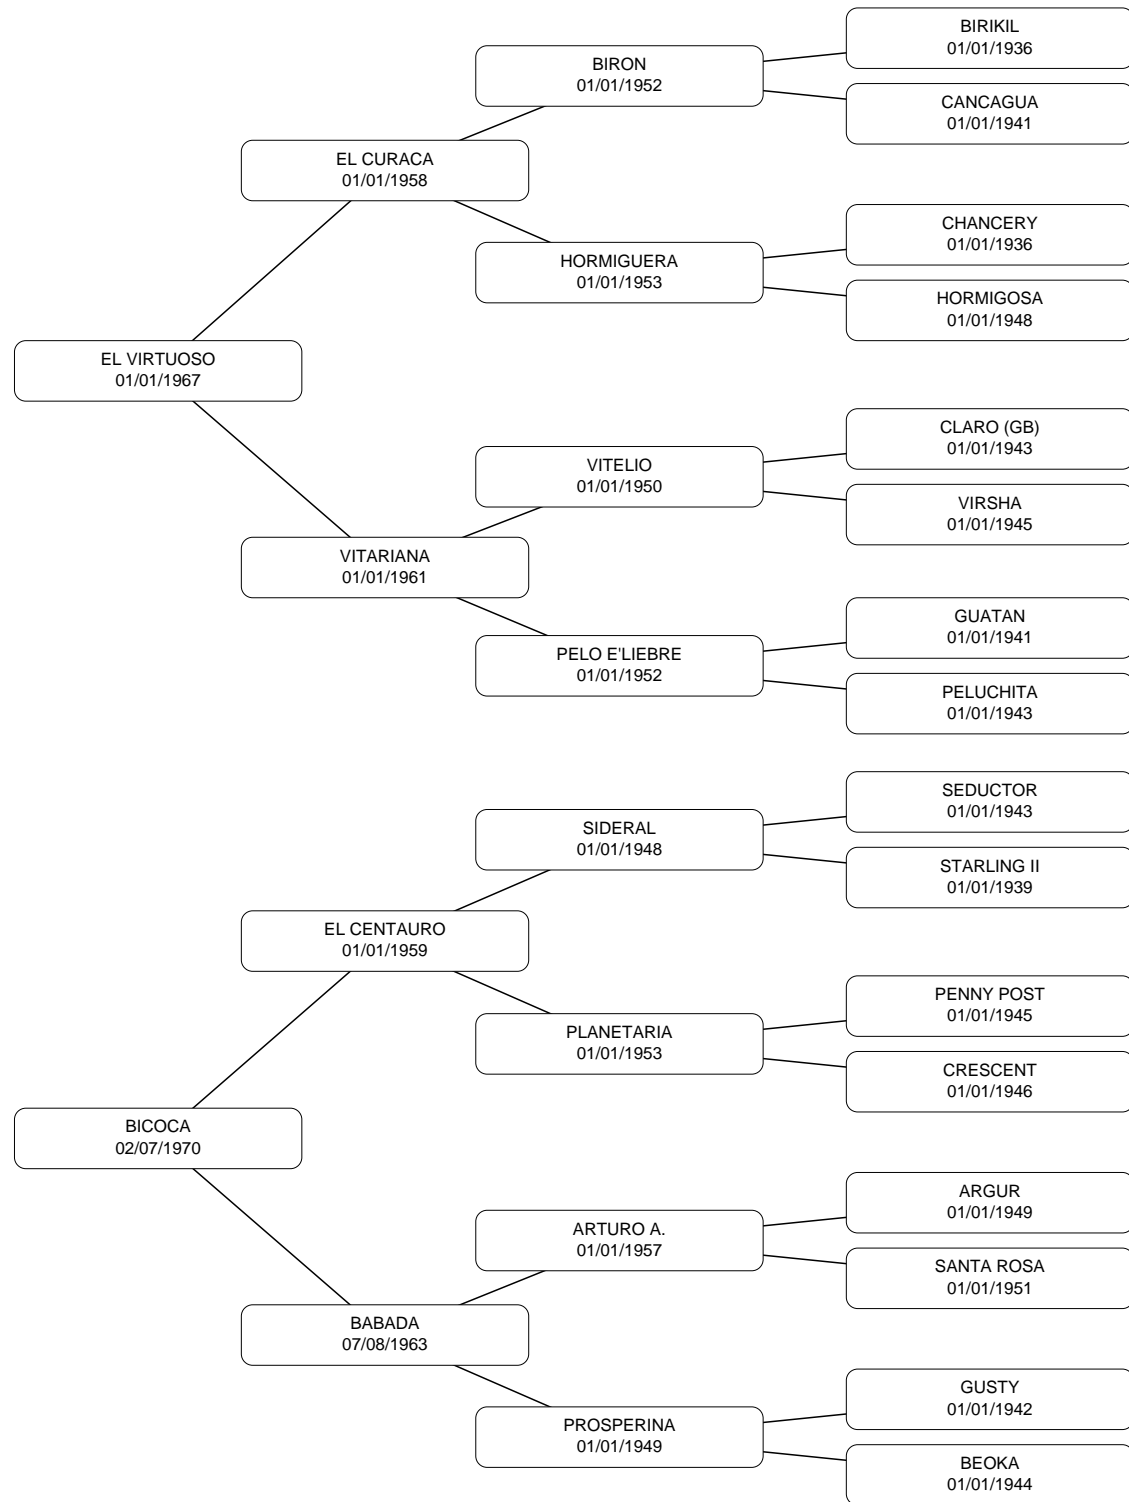 BIRIKIL
01/01/1936
BIRON
01/01/1952
CANCAGUA
01/01/1941
EL CURACA
01/01/1958
CHANCERY
01/01/1936
HORMIGUERA
01/01/1953
HORMIGOSA
01/01/1948
EL VIRTUOSO
01/01/1967
CLARO (GB)
01/01/1943
VITELIO
01/01/1950
VIRSHA
01/01/1945
VITARIANA
01/01/1961
GUATAN
01/01/1941
PELO E'LIEBRE
01/01/1952
PELUCHITA
01/01/1943
SEDUCTOR
01/01/1943
SIDERAL
01/01/1948
STARLING II
01/01/1939
EL CENTAURO
01/01/1959
PENNY POST
01/01/1945
PLANETARIA
01/01/1953
CRESCENT
01/01/1946
BICOCA
02/07/1970
ARGUR
01/01/1949
ARTURO A.
01/01/1957
SANTA ROSA
01/01/1951
BABADA
07/08/1963
GUSTY
01/01/1942
PROSPERINA
01/01/1949
BEOKA
01/01/1944